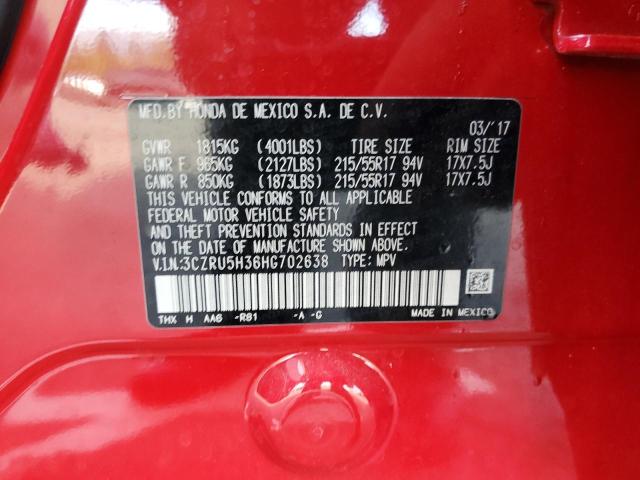 MFD.BY HONDA DE MEXICO S.A. DE C.V.
03/'17
GVWR 1815KG (4001LBS) TIRE SIZE RIM SIZE
GAWR F 965KG (2127LBS) 215/55R17 94V 17X7.5J
GAWR R 850KG (1873LBS) 215/55R17 94V 17X7.5J
THIS VEHICLE CONFORMS TO ALL APPLICABLE
FEDERAL MOTOR VEHICLE SAFETY
AND THEFT PREVENTION STANDARDS IN EFFECT
ON THE DATE OF MANUFACTURE SHOWN ABOVE.
V.I.N:3CZRU5H36HG702638 TYPE: MPV
THX H AA6 -R81 -A -G MADE IN MEXICO